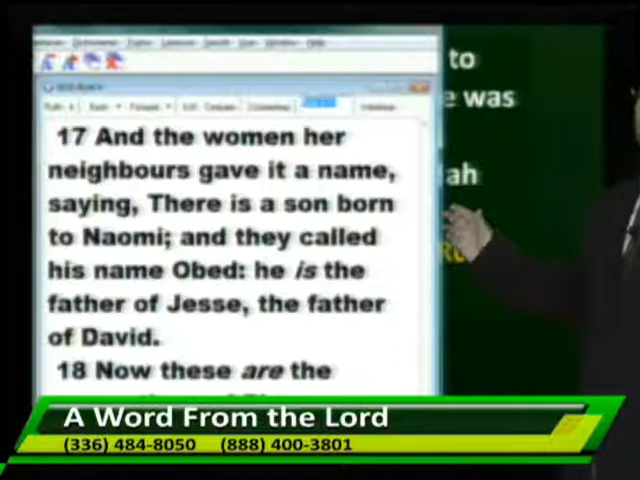 to
e was
ah
17 And the women her
neighbours gave it a name,
saying, There is a son born
to Naomi; and they called
his name Obed: he is the
father of Jesse, the father
of David.
18 Now these are the
A Word From the Lord
(336) 484-8050 (888) 400-3801